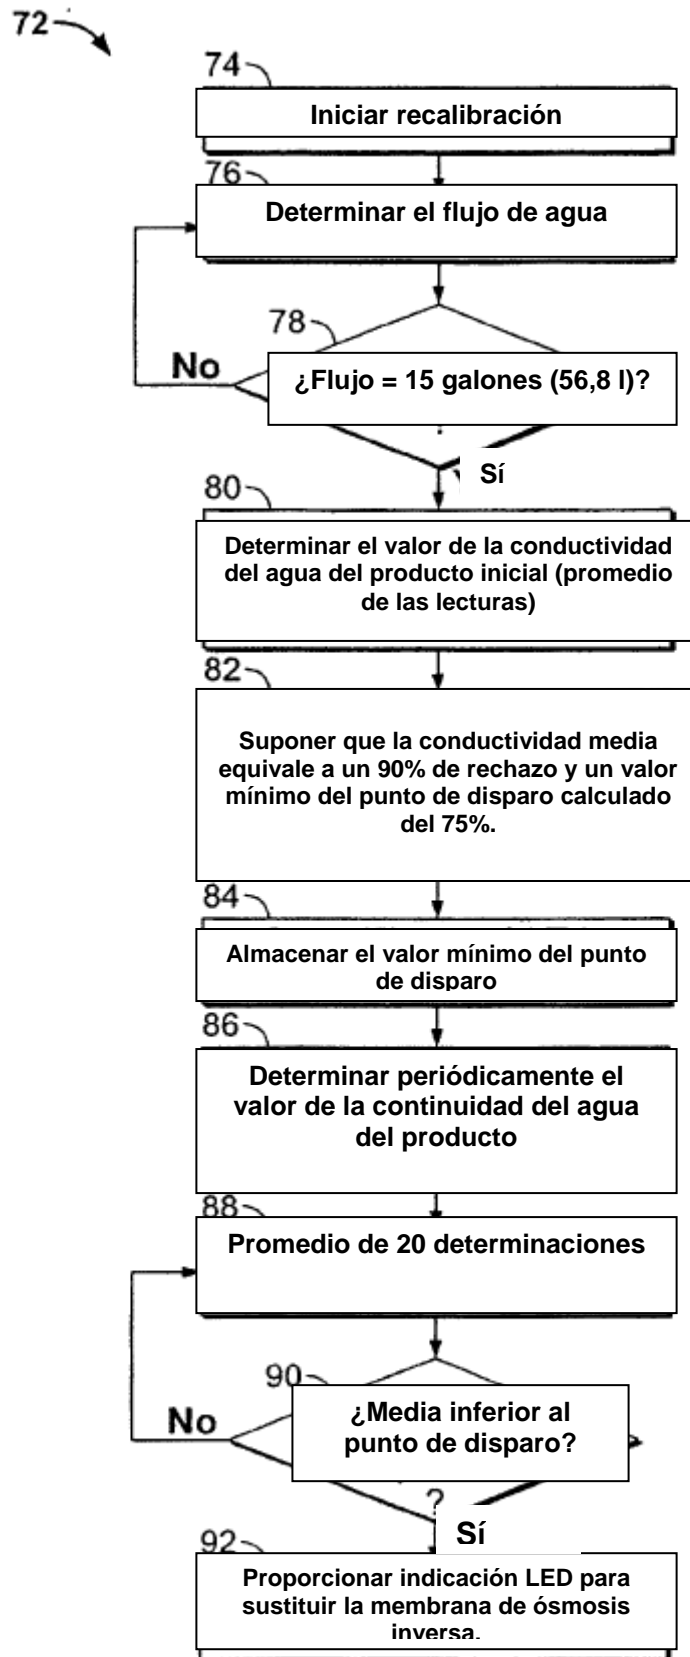 72
74
Iniciar recalibración
76
Determinar el flujo de agua
78
No
¿Flujo = 15 galones (56,8 l)?
?
Sí
80
Determinar el valor de la conductividad
del agua del producto inicial (promedio
de las lecturas)
82
Suponer que la conductividad media
equivale a un 90% de rechazo y un valor
mínimo del punto de disparo calculado
del 75%.
84
Almacenar el valor mínimo del punto
de disparo
86
Determinar periódicamente el
valor de la continuidad del agua
del producto
88
Promedio de 20 determinaciones
90
No
¿Media inferior al
punto de disparo?
?
Sí
92
Proporcionar indicación LED para
sustituir la membrana de ósmosis
inversa.